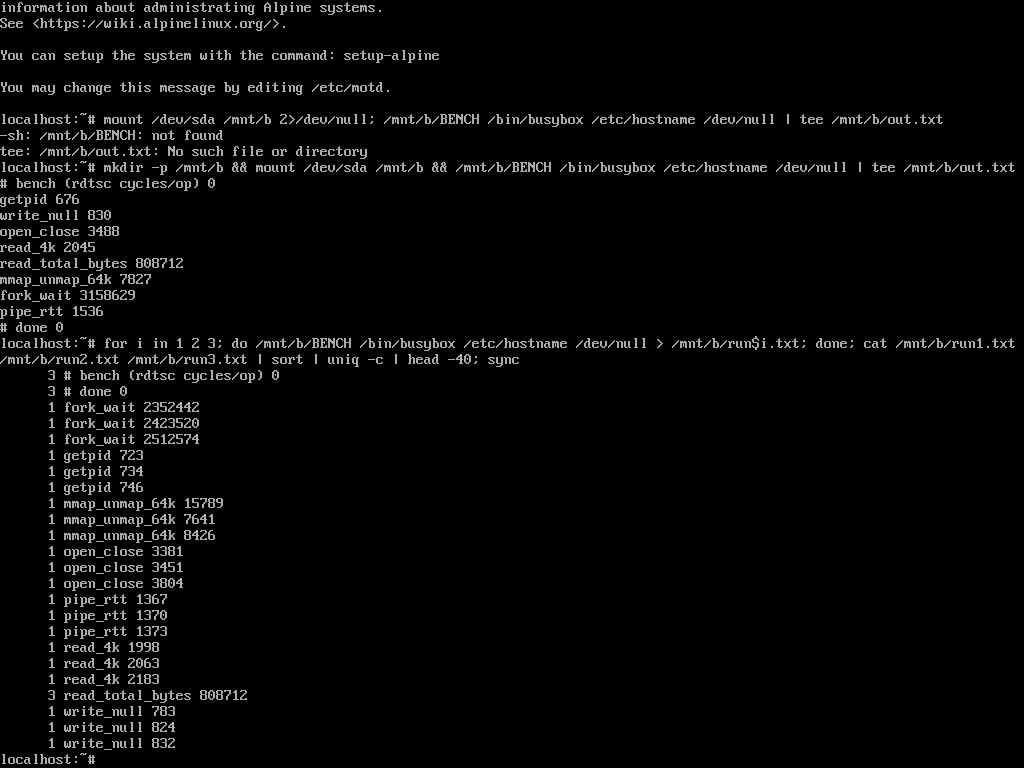 information about administrating Alpine systems.
See <https://wiki.alpinelinux.org/>.
You can setup the system with the command: setup-alpine
You may change this message by editing /etc/motd.
localhost:~# mount /dev/sda /mnt/b 2>/dev/null; /mnt/b/BENCH /bin/busybox /etc/hostname /dev/null | tee /mnt/b/out.txt
-sh: /mnt/b/BENCH: not found
tee: /mnt/b/out.txt: No such file or directory
localhost:~# mkdir -p /mnt/b && mount /dev/sda /mnt/b && /mnt/b/BENCH /bin/busybox /etc/hostname /dev/null | tee /mnt/b/out.txt
# bench (rdtsc cycles/op) 0
getpid 676
write_null 830
open_close 3488
read_4k 2045
read_total_bytes 808712
mmap_unmap_64k 7827
fork_wait 3158629
pipe_rtt 1536
# done 0
localhost:~# for i in 1 2 3; do /mnt/b/BENCH /bin/busybox /etc/hostname /dev/null > /mnt/b/run$i.txt; done; cat /mnt/b/run1.txt
/mnt/b/run2.txt /mnt/b/run3.txt | sort | uniq -c | head -40; sync
3 # bench (rdtsc cycles/op) 0
3 # done 0
1 fork_wait 2352442
1 fork_wait 2423520
1 fork_wait 2512574
1 getpid 723
1 getpid 734
1 getpid 746
1 mmap_unmap_64k 15789
1 mmap_unmap_64k 7641
1 mmap_unmap_64k 8426
1 open_close 3381
1 open_close 3451
1 open_close 3804
1 pipe_rtt 1367
1 pipe_rtt 1370
1 pipe_rtt 1373
1 read_4k 1998
1 read_4k 2063
1 read_4k 2183
3 read_total_bytes 808712
1 write_null 783
1 write_null 824
1 write_null 832
localhost:~#